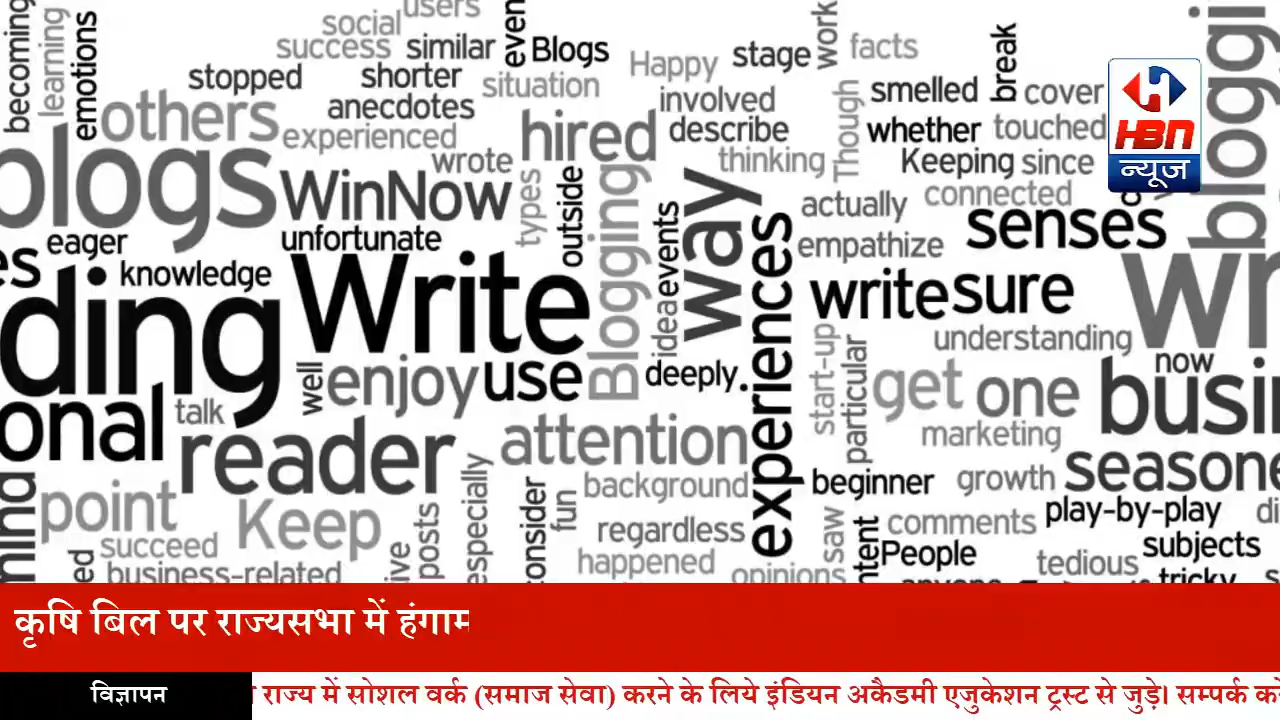 becoming
learning
emotions
social
users
success
similar
even
Blogs
stopped
shorter
situation
Happy
stage
work
facts
break
others
anecdotes
experienced
hired
involved
describe
smelled
cover
whether
touched
Though
thinking
Keeping
since
connected
HBN
न्यूज
blogs
WinNow
wrote
types
outside
Blogging
way
experiences
actually
empathize
senses
eager
unfortunate
knowledge
Write
idea
events
write
sure
understanding
well
enjoy
use
deeply
start-up
particular
get
one
now
talk
reader
attention
marketing
point
Keep
posts
especially
consider
fun
background
regardless
happened
opinions
saw
beginner
growth
comments
play-by-play
People
tedious
subjects
tricky
succeed
business-related
कृषि बिल पर राज्यसभा में हंगाम
विज्ञापन
राज्य में सोशल वर्क (समाज सेवा) करने के लिये इंडियन अकैडमी एजुकेशन ट्रस्ट से जुड़े। सम्पर्क